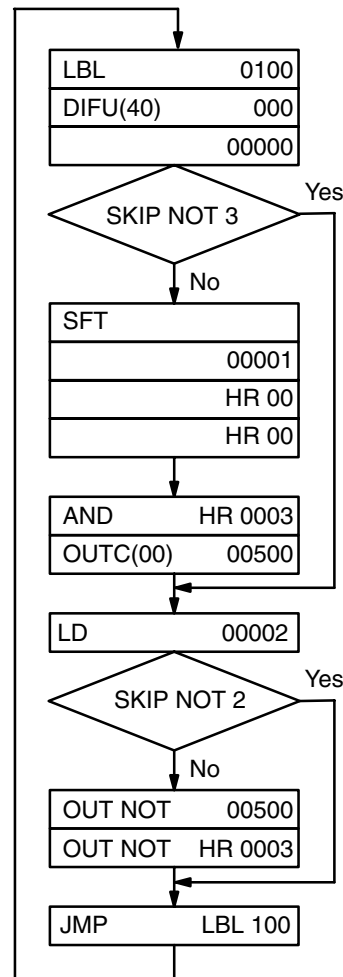 LBL 0100
DIFU(40) 000
00000
SKIP NOT 3
Yes
No
SFT
00001
HR 00
HR 00
AND HR 0003
OUTC(00) 00500
LD 00002
SKIP NOT 2
Yes
No
OUT NOT 00500
OUT NOT HR 0003
JMP LBL 100